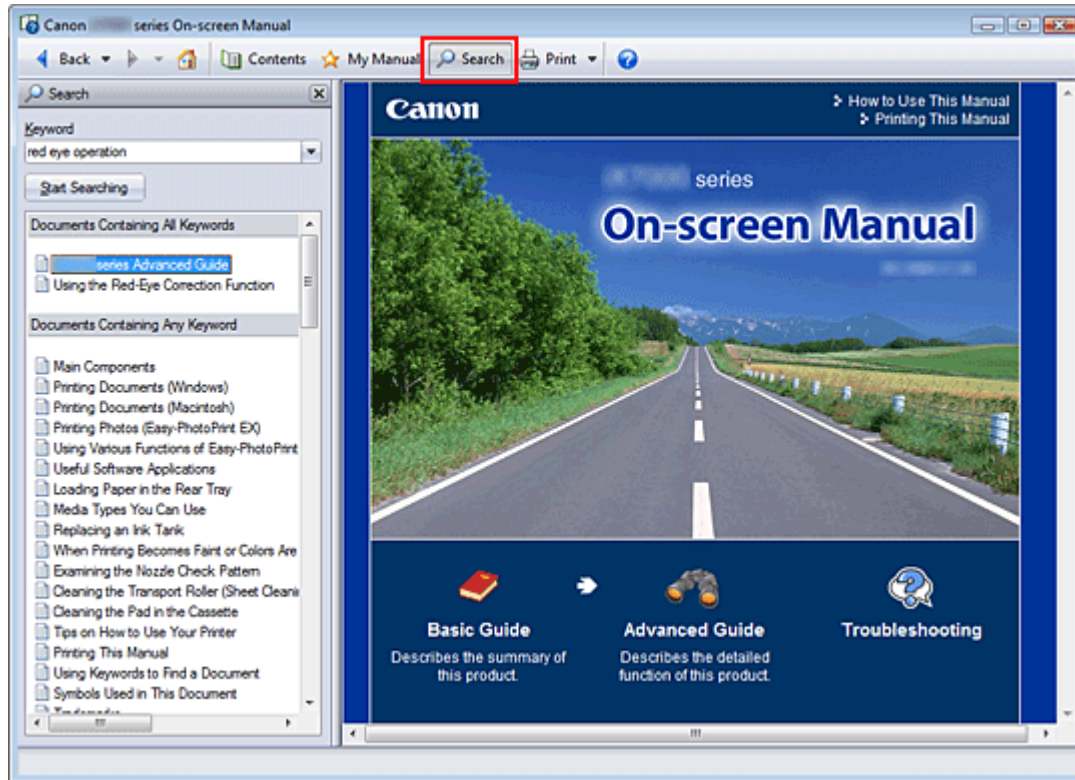 Canon series On-screen Manual
Back Contents My Manual Search Print
Search
Keyword
red eye operation
Start Searching
Documents Containing All Keywords
series Advanced Guide
Using the Red-Eye Correction Function
Documents Containing Any Keyword
Main Components
Printing Documents (Windows)
Printing Documents (Macintosh)
Printing Photos (Easy-PhotoPrint EX)
Using Various Functions of Easy-PhotoPrint
Useful Software Applications
Loading Paper in the Rear Tray
Media Types You Can Use
Replacing an Ink Tank
When Printing Becomes Faint or Colors Are
Examining the Nozzle Check Pattern
Cleaning the Transport Roller (Sheet
Cleaning the Pad in the Cassette
Tips on How to Use Your Printer
Printing This Manual
Using Keywords to Find a Document
Symbols Used in This Document
Canon
How to Use This Manual
Printing This Manual
series
On-screen Manual
Basic Guide
Describes the summary of
this product.
Advanced Guide
Describes the detailed
function of this product.
Troubleshooting